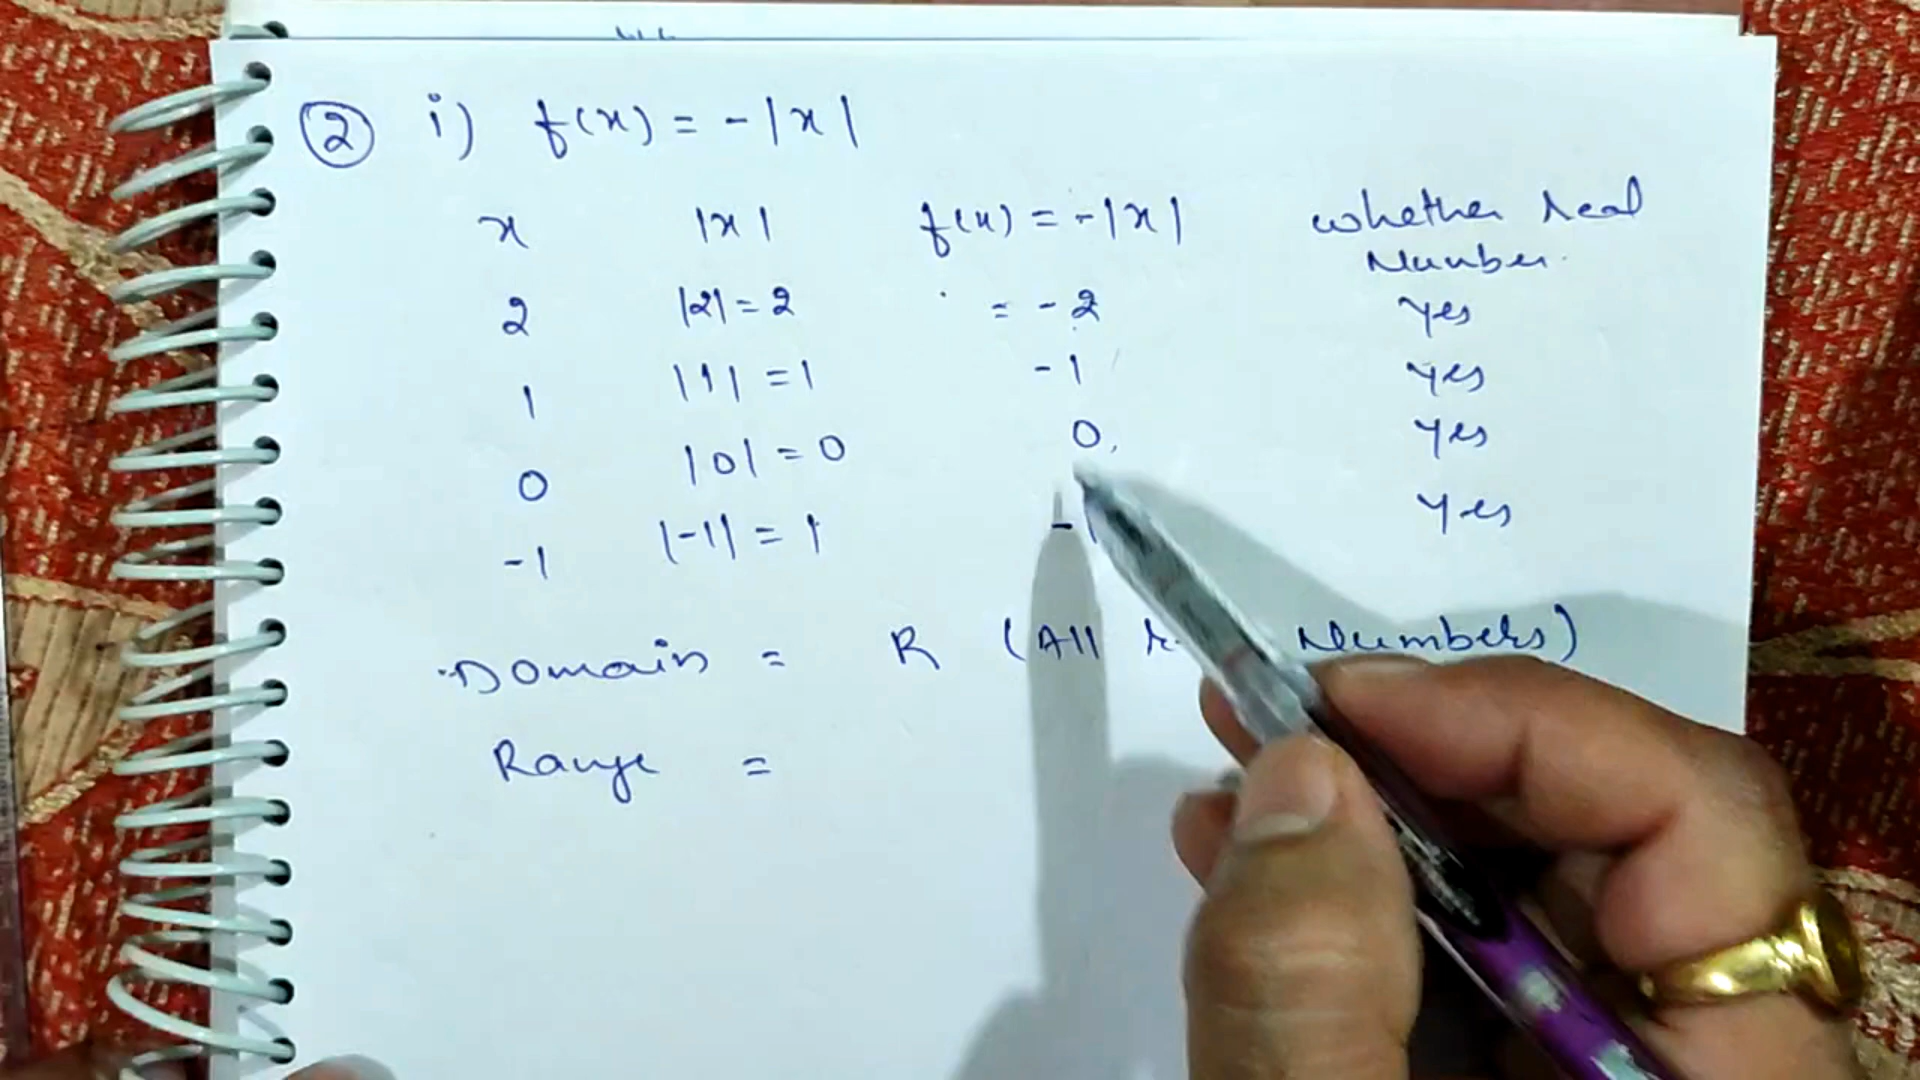 ② i) f(x) = -|x|
x |x| f(x) = -|x| Whether real
Number.
2 |2| = 2 = -2 Yes
1 |1| = 1 -1 Yes
0 |0| = 0 0 Yes
-1 |-1| = 1 -1 Yes
Domain = R (All Numbers)
Range =